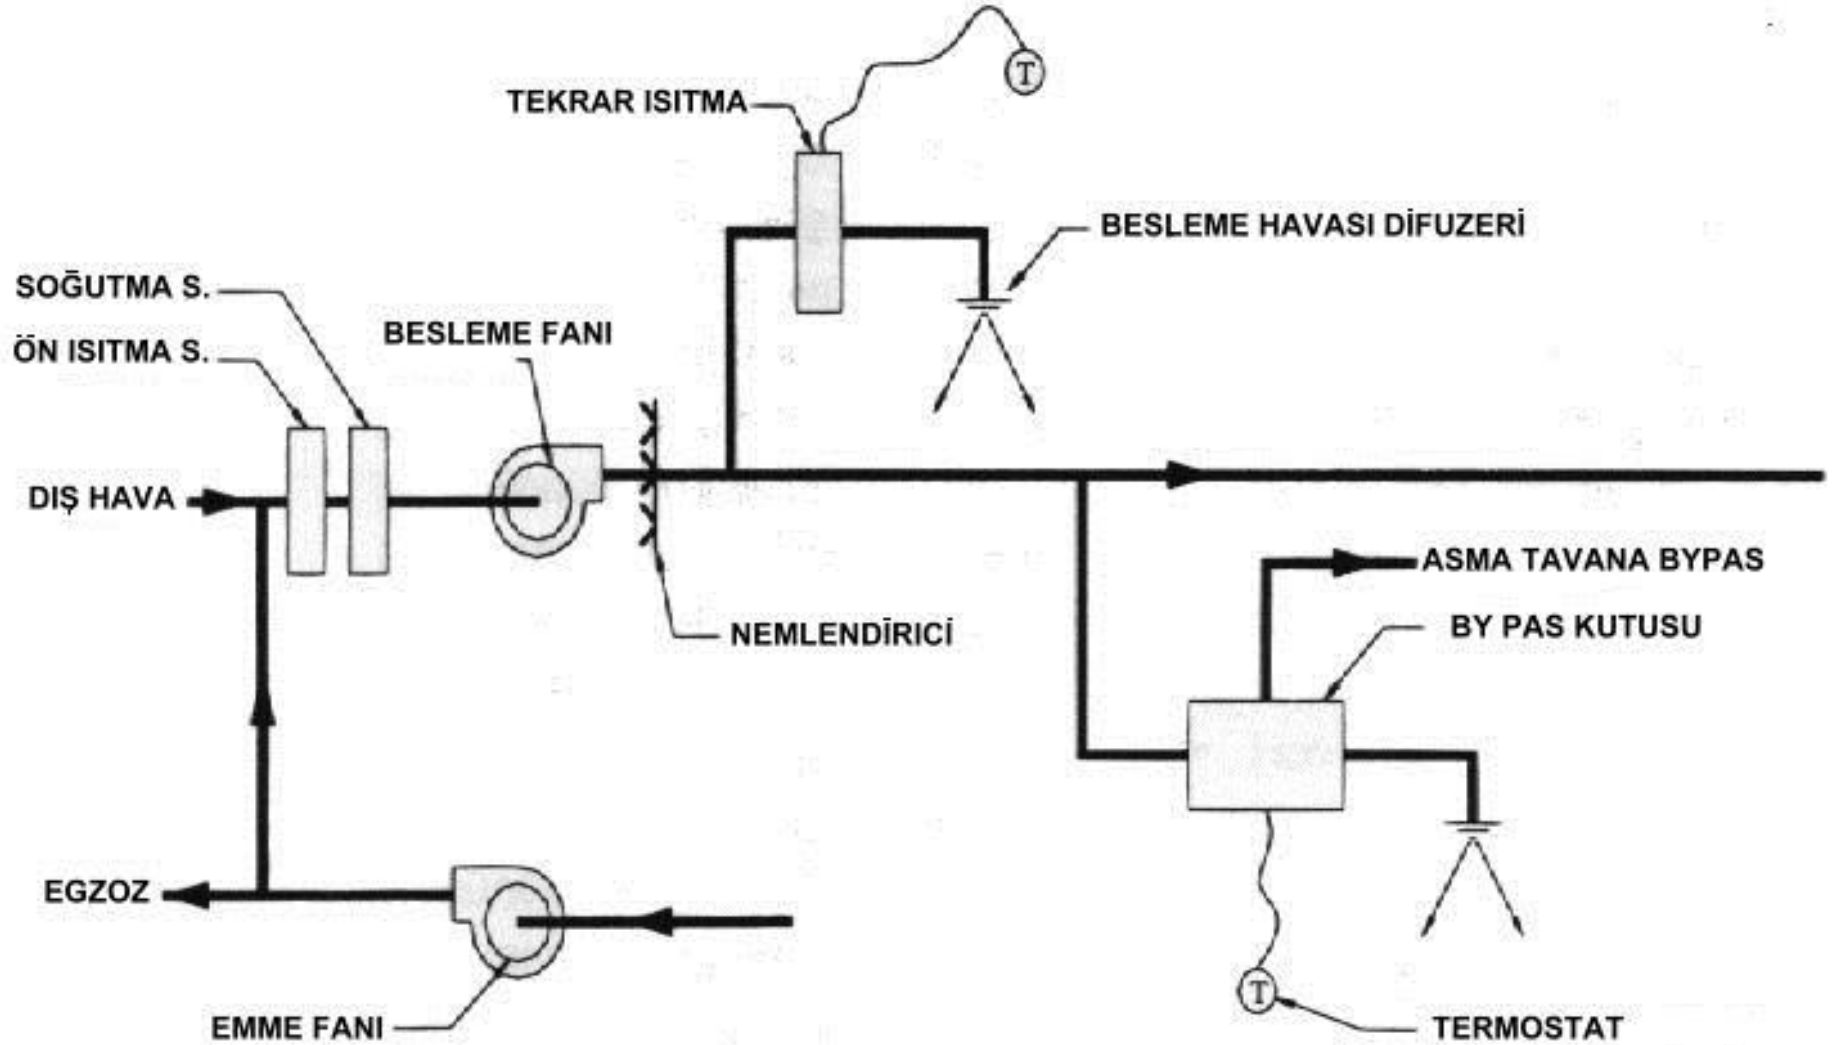 TEKRAR ISITMA
T
BESLEME HAVASI DİFUZERİ
SOĞUTMA S.
ÖN ISITMA S.
BESLEME FANI
DIŞ HAVA
ASMA TAVANA BYPAS
BY PAS KUTUSU
NEMLENDİRİCİ
EGZOZ
T
EMME FANI
TERMOSTAT